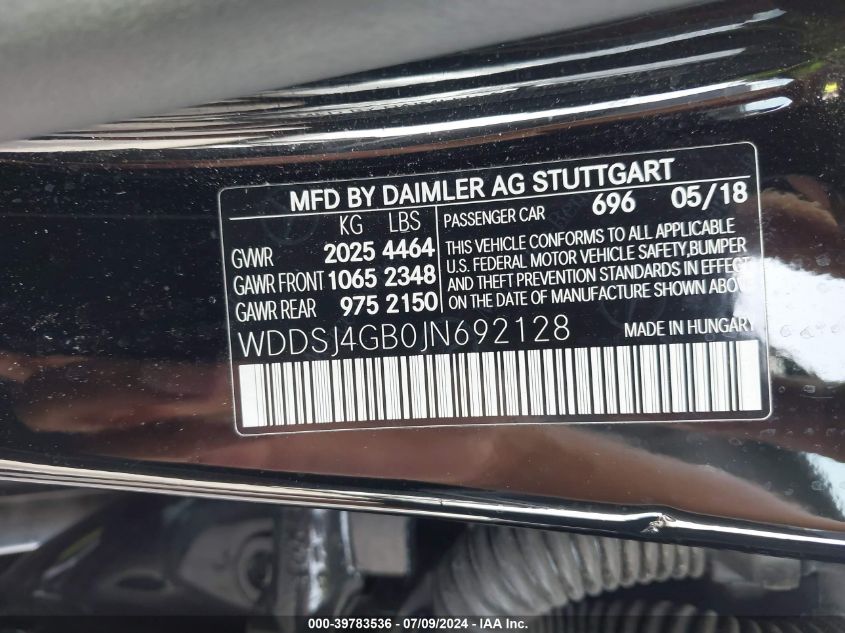 MFD BY DAIMLER AG STUTTGART
KG LBS
GVWR 2025 4464
GAWR FRONT 1065 2348
GAWR REAR 975 2150
PASSENGER CAR 696 05/18
THIS VEHICLE CONFORMS TO ALL APPLICABLE
U.S. FEDERAL MOTOR VEHICLE SAFETY,BUMPER
AND THEFT PREVENTION STANDARDS IN EFFECT
ON THE DATE OF MANUFACTURE SHOWN ABOVE
WDDSJ4GB0JN692128 MADE IN HUNGARY
000-39783536 - 07/09/2024 - IAA Inc.